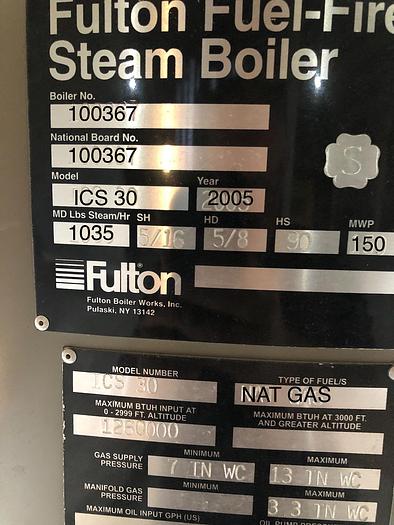 Fulton Fuel-Fire
Steam Boiler
Boiler No.
100367
National Board No.
100367
Model Year
ICS 30 2005
MD Lbs Steam/Hr SH HD HS MWP
1035 5/16 5/8 90 150
S
Fulton
Fulton Boiler Works, Inc.
Pulaski, NY 13142
MODEL NUMBER TYPE OF FUEL/S
ICS 30 NAT GAS
MAXIMUM BTUH INPUT AT
0 - 2999 FT. ALTITUDE
MAXIMUM BTUH AT 3000 FT.
AND GREATER ALTITUDE
1260000
MINIMUM MAXIMUM
GAS SUPPLY
PRESSURE
7 IN WC 13 IN WC
MINIMUM MAXIMUM
MANIFOLD GAS
PRESSURE
3.3 IN WC
MAXIMUM OIL INPUT GPH (US)